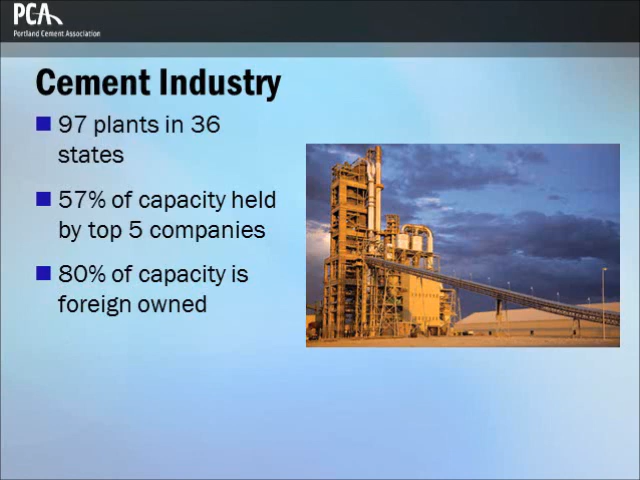 PCA
Portland Cement Association
Cement Industry
97 plants in 36
states
57% of capacity held
by top 5 companies
80% of capacity is
foreign owned